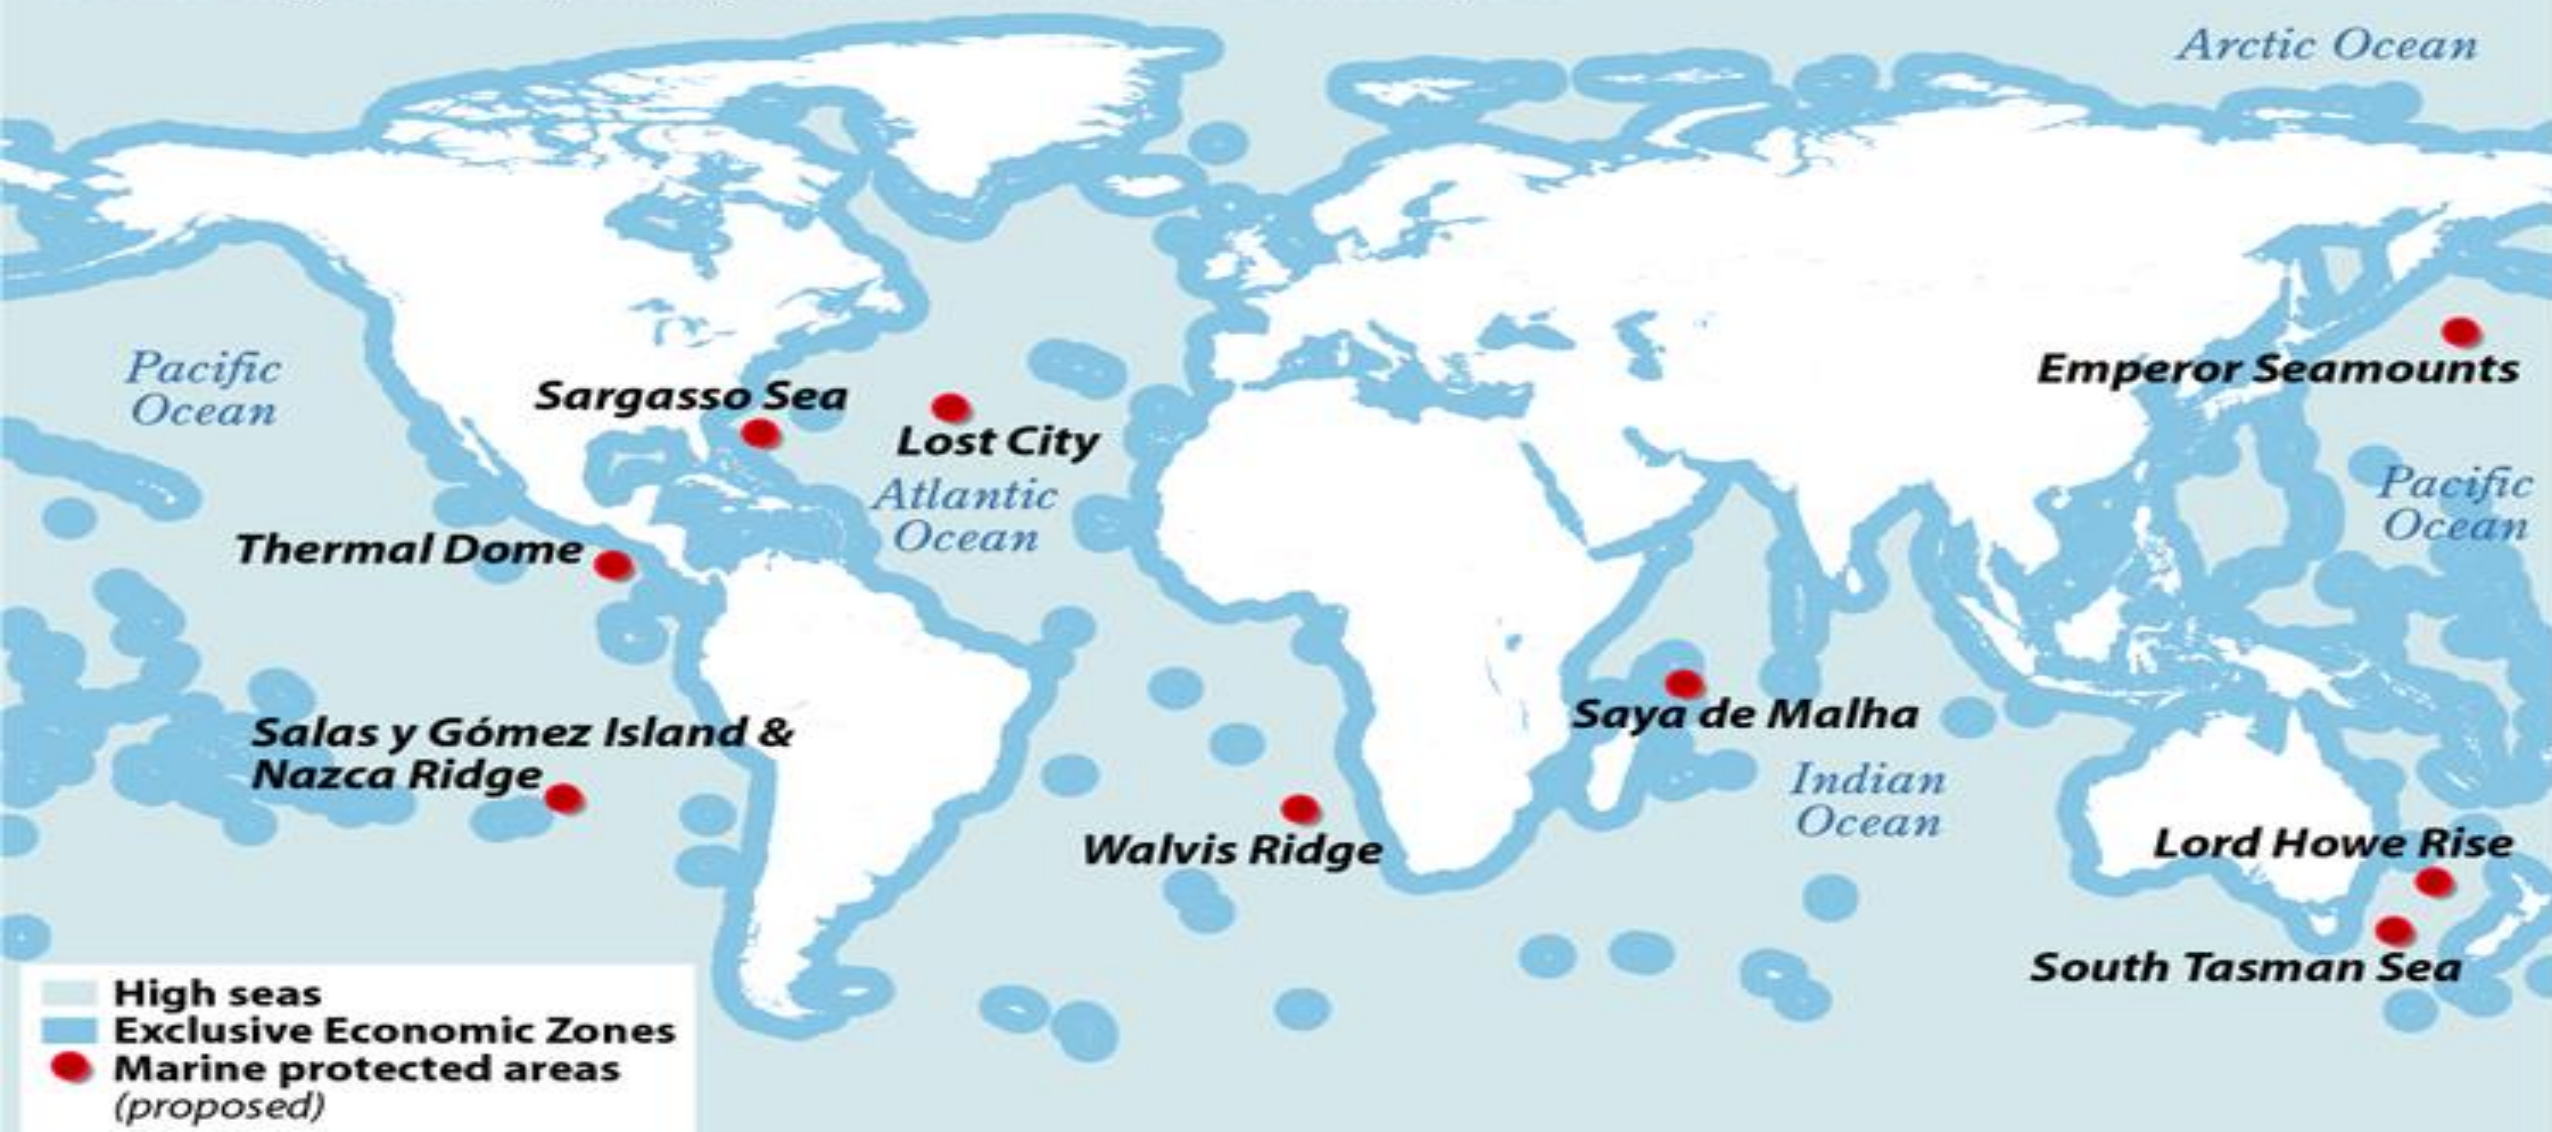 Arctic Ocean
Pacific
Ocean
Sargasso Sea
Lost City
Atlantic
Ocean
Emperor Seamounts
Pacific
Ocean
Thermal Dome
Salas y Gómez Island &
Nazca Ridge
Saya de Malha
Indian
Ocean
Walvis Ridge
Lord Howe Rise
South Tasman Sea
High seas
Exclusive Economic Zones
Marine protected areas
(proposed)